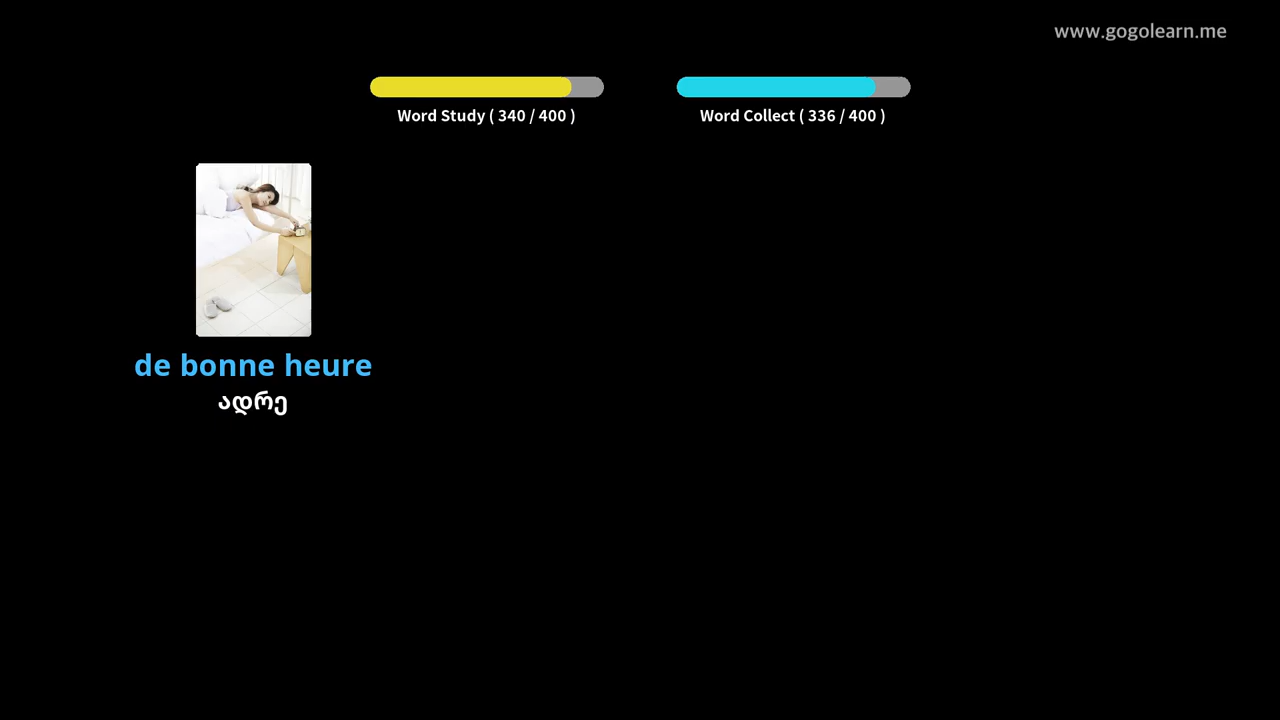 www.gogolearn.me
Word Study ( 340 / 400 )
Word Collect ( 336 / 400 )
de bonne heure
ადრე